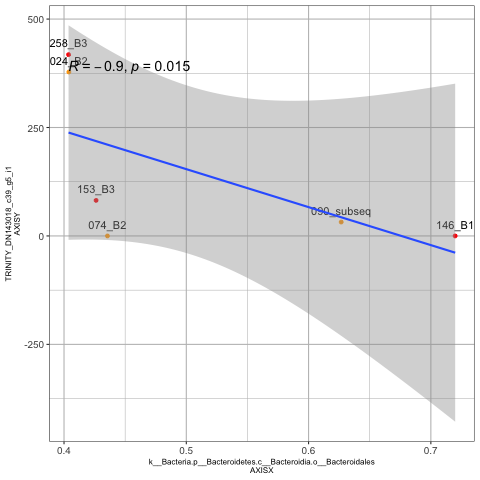 500
258_B3
024_B2
R = −0.9, p = 0.015
250
153_B3
090_subseq
074_B2
146_B1
0
-250
0.4 0.5 0.6 0.7
k__Bacteria.p__Bacteroidetes.c__Bacteroidia.o__Bacteroidales
AXISX
TRINITY_DN143018_c39_g5_i1
AXISY